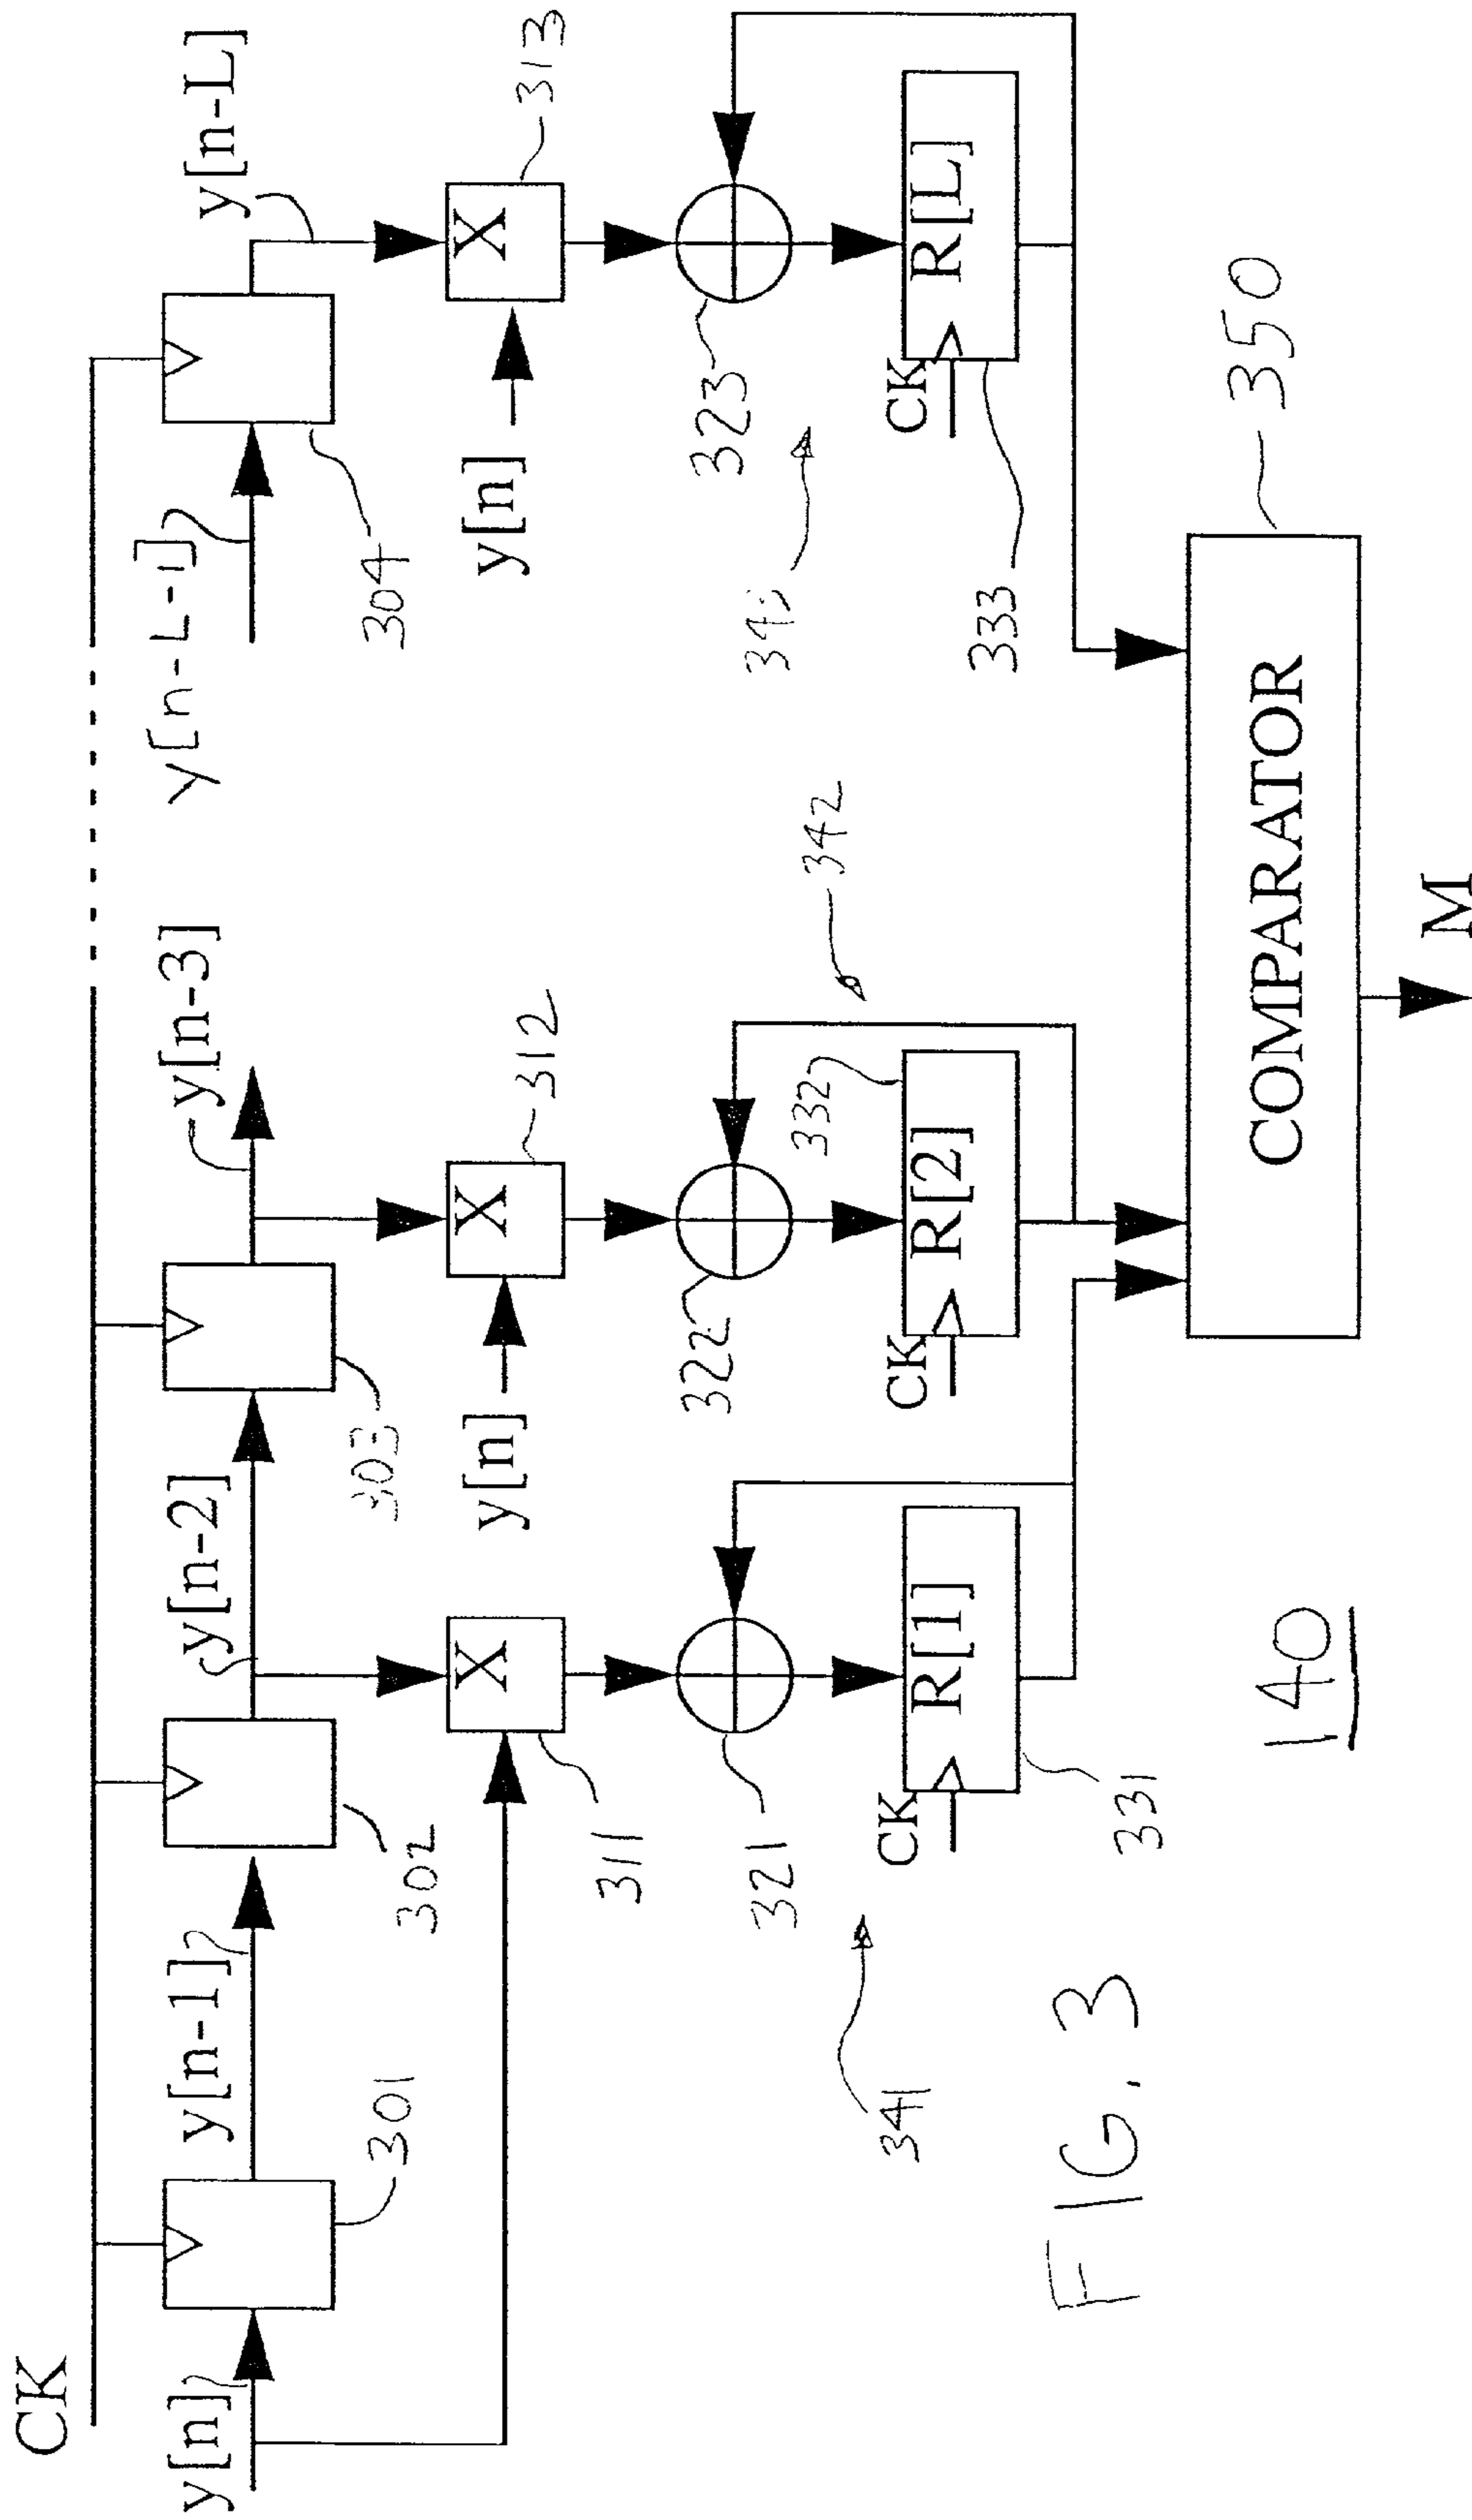 CK
y[n]
y[n-1]
y[n-2]
y[n-3]
y[n-L-1]
y[n-L]
301
302
303
304
X
311
y[n]
X
312
y[n]
X
313
321
322
323
CK
R[1]
331
CK
R[2]
332
CK
R[L]
333
341
342
343
COMPARATOR
350
M
FIG. 3
140